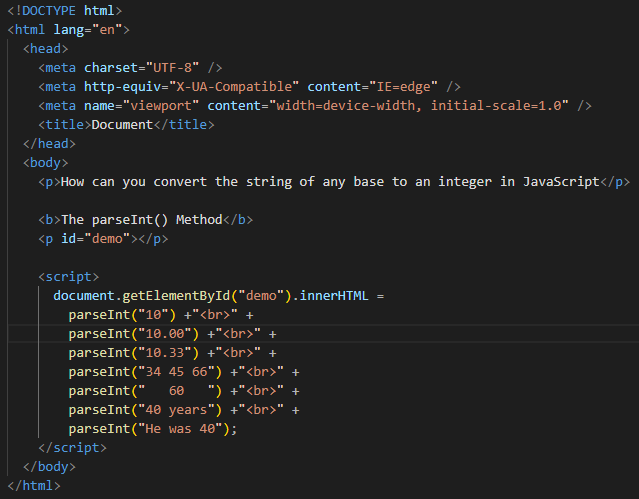 <!DOCTYPE html>
<html lang="en">
  <head>
    <meta charset="UTF-8" />
    <meta http-equiv="X-UA-Compatible" content="IE=edge" />
    <meta name="viewport" content="width=device-width, initial-scale=1.0" />
    <title>Document</title>
  </head>
  <body>
    <p>How can you convert the string of any base to an integer in JavaScript</p>

    <b>The parseInt() Method</b>
    <p id="demo"></p>

    <script>
      document.getElementById("demo").innerHTML =
        parseInt("10") +"<br>" +
        parseInt("10.00") +"<br>" +
        parseInt("10.33") +"<br>" +
        parseInt("34 45 66") +"<br>" +
        parseInt("   60   ") +"<br>" +
        parseInt("40 years") +"<br>" +
        parseInt("He was 40");
    </script>
  </body>
</html>